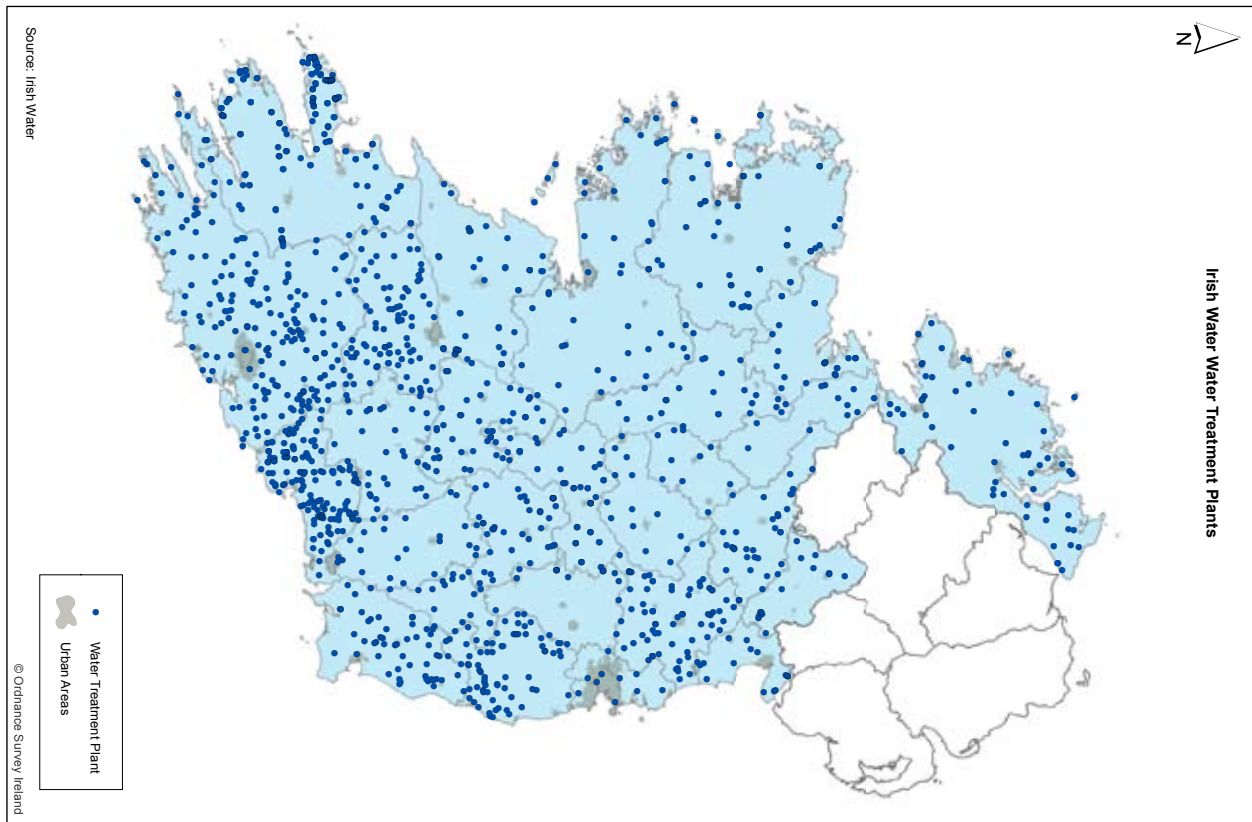 Irish Water Water Treatment Plants
N
Water Treatment Plant
Urban Areas
Source: Irish Water
© Ordnance Survey Ireland